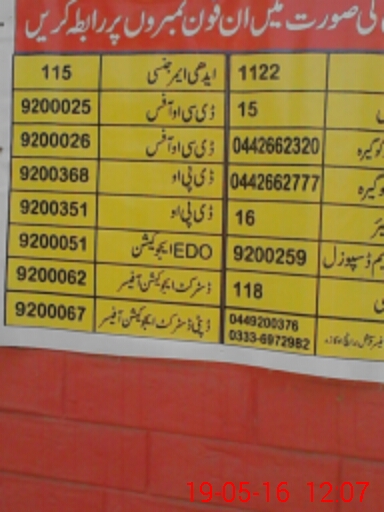 کی صورت میں ان فون نمبروں پر رابطہ کریں
1122 ایدھی ایمرجنسی 115
15 ڈی سی او آفس 9200025
0442662320 ڈی سی او آفس 9200026
0442662777 ڈی پی او 9200368
16 ڈی پی او 9200351
ڈسپوزل 9200259 EDO ایجوکیشن 9200051
118 ڈسٹرکٹ ایجوکیشن آفیسر 9200062
0449200376 ڈپٹی ڈسٹرکٹ ایجوکیشن آفیسر 9200067
0333-6972982
19-05-16 12:07